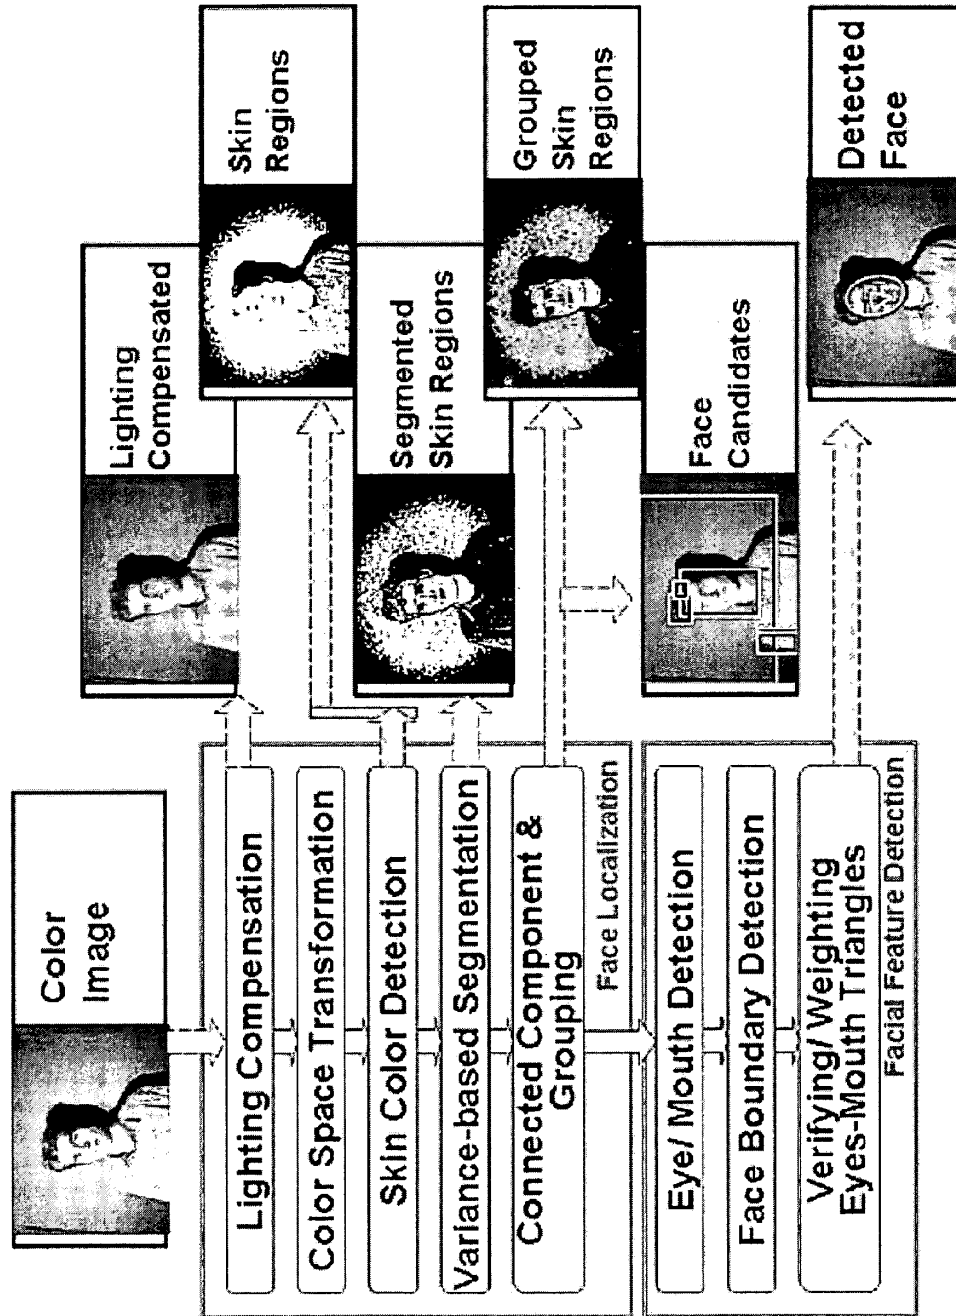 Color
Image
Lighting Compensation
Color Space Transformation
Skin Color Detection
Variance-based Segmentation
Connected Component &
Grouping
Face Localization
Eye/ Mouth Detection
Face Boundary Detection
Verifying/ Weighting
Eyes-Mouth Triangles
Facial Feature Detection
Lighting
Compensated
Skin
Regions
Segmented
Skin Regions
Grouped
Skin
Regions
Face
Candidates
Detected
Face